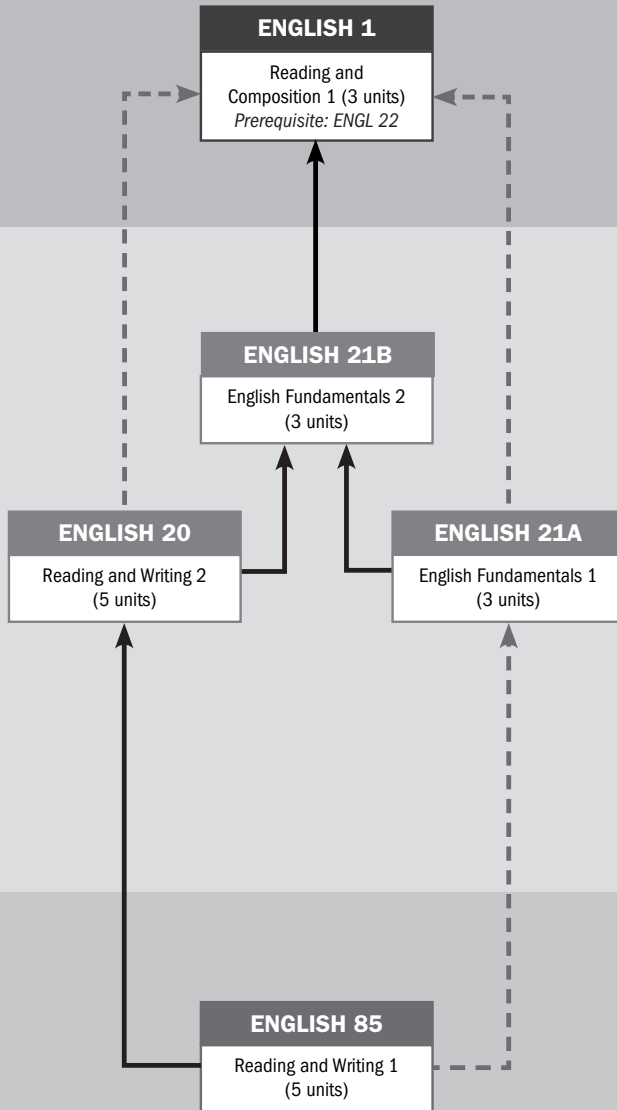 ENGLISH 1
Reading and
Composition 1 (3 units)
Prerequisite: ENGL 22
ENGLISH 21B
English Fundamentals 2
(3 units)
ENGLISH 20
Reading and Writing 2
(5 units)
ENGLISH 21A
English Fundamentals 1
(3 units)
ENGLISH 85
Reading and Writing 1
(5 units)